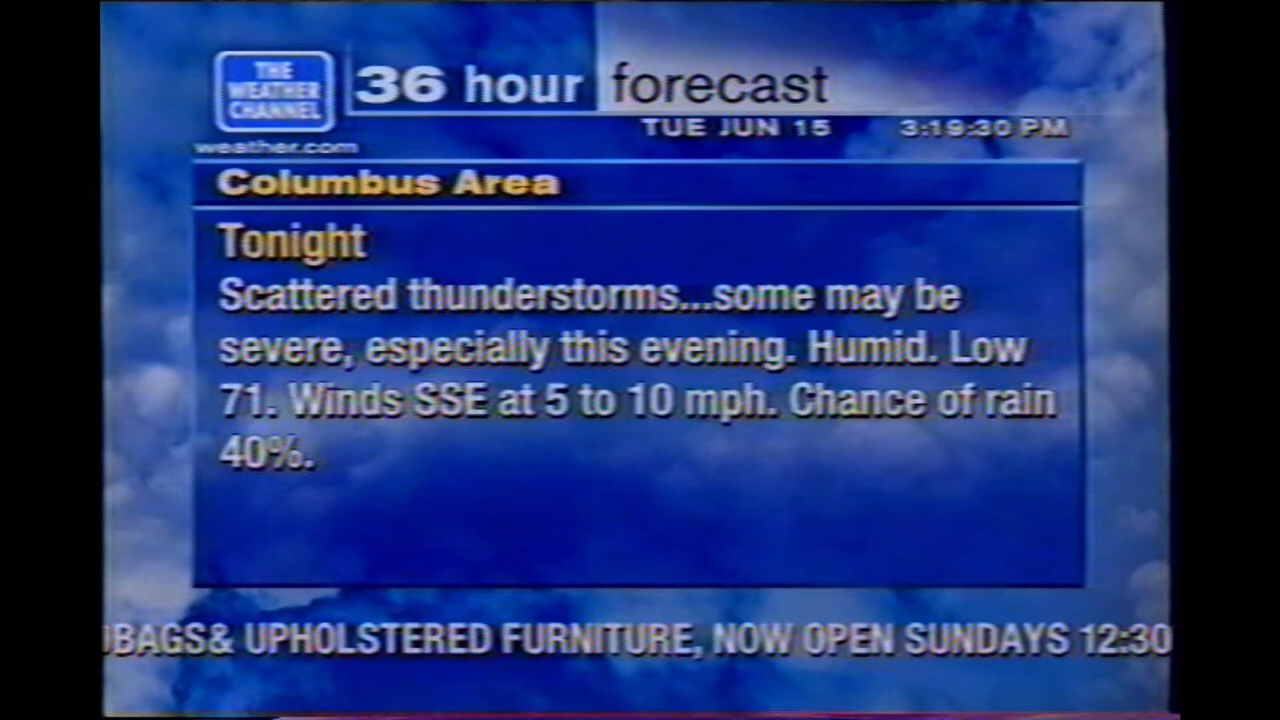 THE
WEATHER
CHANNEL
36 hour forecast
TUE JUN 15 3:19:30 PM
weather.com
Columbus Area
Tonight
Scattered thunderstorms...some may be
severe, especially this evening. Humid. Low
71. Winds SSE at 5 to 10 mph. Chance of rain
40%.
BAGS& UPHOLSTERED FURNITURE, NOW OPEN SUNDAYS 12:30